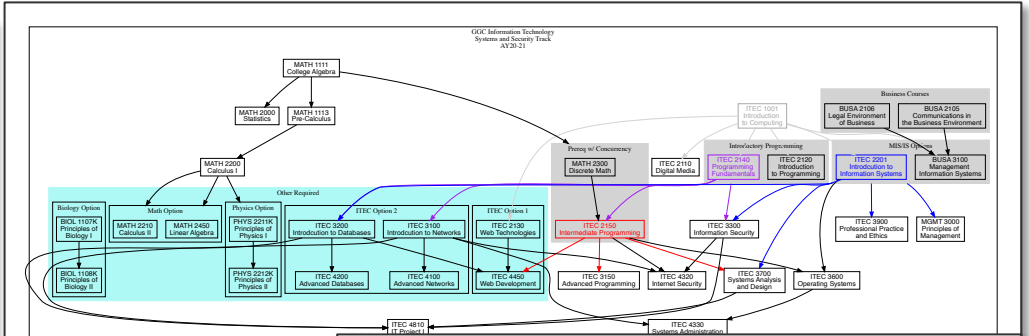 GGC Information Technology
Systems and Security Track
AY20-21
MATH 1111
College Algebra
Business Courses
MATH 2000
Statistics
MATH 1113
Pre-Calculus
ITEC 1001
Introduction
to Computing
BUSA 2106
Legal Environment
of Business
BUSA 2105
Communications in
the Business Environment
Prereq w/ Concurrency
Introductory Programming
MIS/IS Options
MATH 2200
Calculus I
MATH 2300
Discrete Math
ITEC 2110
Digital Media
ITEC 2140
Programming
Fundamentals
ITEC 2120
Introduction
to Programming
ITEC 2201
Introdcution to
Information Systems
BUSA 3100
Management
Information Systems
Other Required
Biology Option
Math Option
Physics Option
ITEC Option 2
ITEC Option 1
BIOL 1107K
Principles of
Biology I
MATH 2210
Calculus II
MATH 2450
Linear Algebra
PHYS 2211K
Principles of
Physics I
ITEC 3200
Introdcution to Databases
ITEC 3100
Introdcution to Networks
ITEC 2130
Web Technologies
ITEC 2150
Intermediate Programming
ITEC 3300
Information Security
ITEC 3900
Professional Practice
and Ethics
MGMT 3000
Principles of
Management
BIOL 1108K
Principles of
Biology II
PHYS 2212K
Principles of
Physics II
ITEC 4200
Advanced Databases
ITEC 4100
Advanced Networks
ITEC 4450
Web Development
ITEC 3150
Advanced Programming
ITEC 4320
Internet Security
ITEC 3700
Systems Analysis
and Design
ITEC 3600
Operating Systems
ITEC 4810
IT Project I
ITEC 4330
Systems Administration